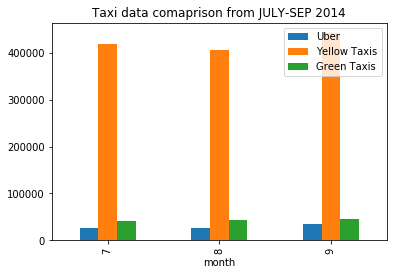 Taxi data comaprison from JULY-SEP 2014
Uber
Yellow Taxis
Green Taxis
400000
300000
200000
100000
0
7
8
9
month